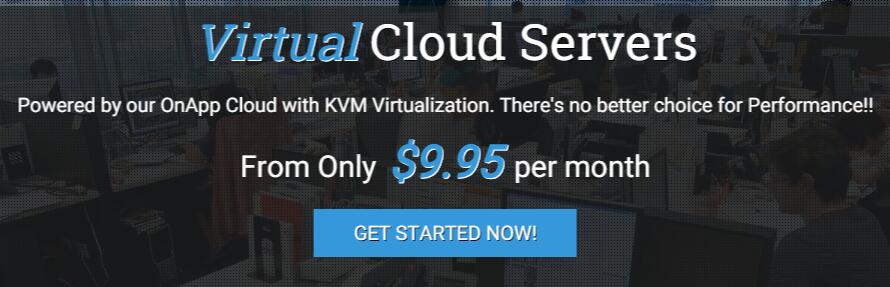 Virtual Cloud Servers
Powered by our OnApp Cloud with KVM Virtualization. There's no better choice for Performance!!
From Only $9.95 per month
GET STARTED NOW!